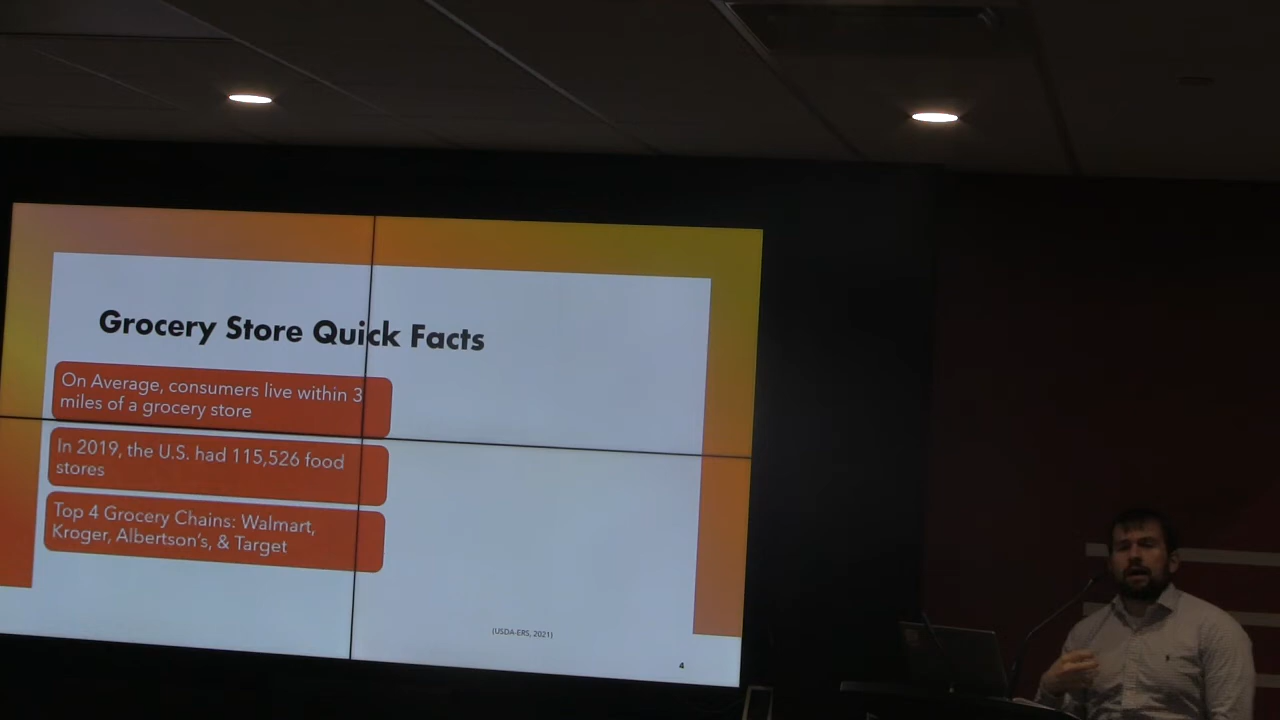 Grocery Store Quick Facts
On Average, consumers live within 3
miles of a grocery store
In 2019, the U.S. had 115,526 food
stores
Top 4 Grocery Chains: Walmart,
Kroger, Albertson's, & Target
(USDA-ERS, 2021)
4